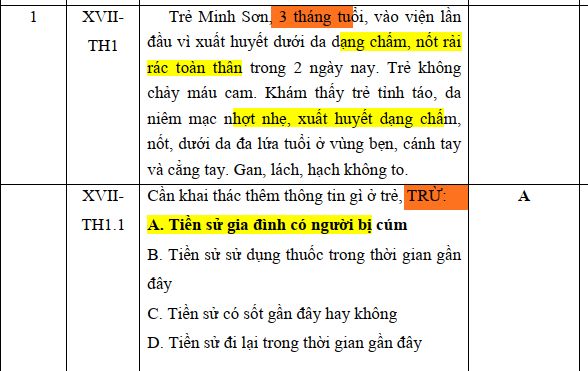 1
XVII-
TH1
Trẻ Minh Sơn, 3 tháng tuổi, vào viện lần
đầu vì xuất huyết dưới da dạng chấm, nốt rải
rác toàn thân trong 2 ngày nay. Trẻ không
chảy máu cam. Khám thấy trẻ tỉnh táo, da
niêm mạc nhợt nhẹ, xuất huyết dạng chấm,
nốt, dưới da đa lứa tuổi ở vùng bẹn, cánh tay
và cẳng tay. Gan, lách, hạch không to.
XVII-
TH1.1
Cần khai thác thêm thông tin gì ở trẻ, TRỪ:
A. Tiền sử gia đình có người bị cúm
B. Tiền sử sử dụng thuốc trong thời gian gần
đây
C. Tiền sử có sốt gần đây hay không
D. Tiền sử đi lại trong thời gian gần đây
A